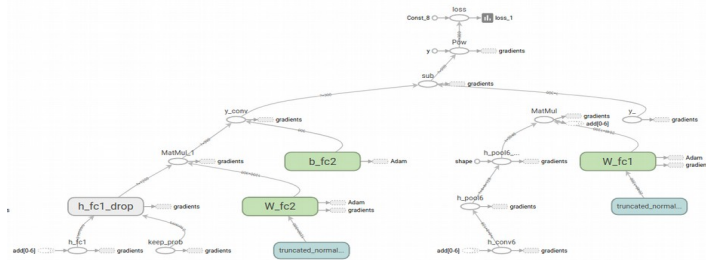 loss
Const_8
loss_1
Pow
y
gradients
sub
gradients
y_conv
gradients
MatMul
gradients
add[0-6]
y_
gradients
MatMul_1
gradients
b_fc2
Adam
h_pool6_...
shape
gradients
W_fc1
Adam
gradients
h_fc1_drop
gradients
W_fc2
Adam
gradients
h_pool6
gradients
truncated_normal...
h_fc1
add[0-6]
gradients
keep_prob
gradients
truncated_normal...
h_conv6
add[0-6]
gradients